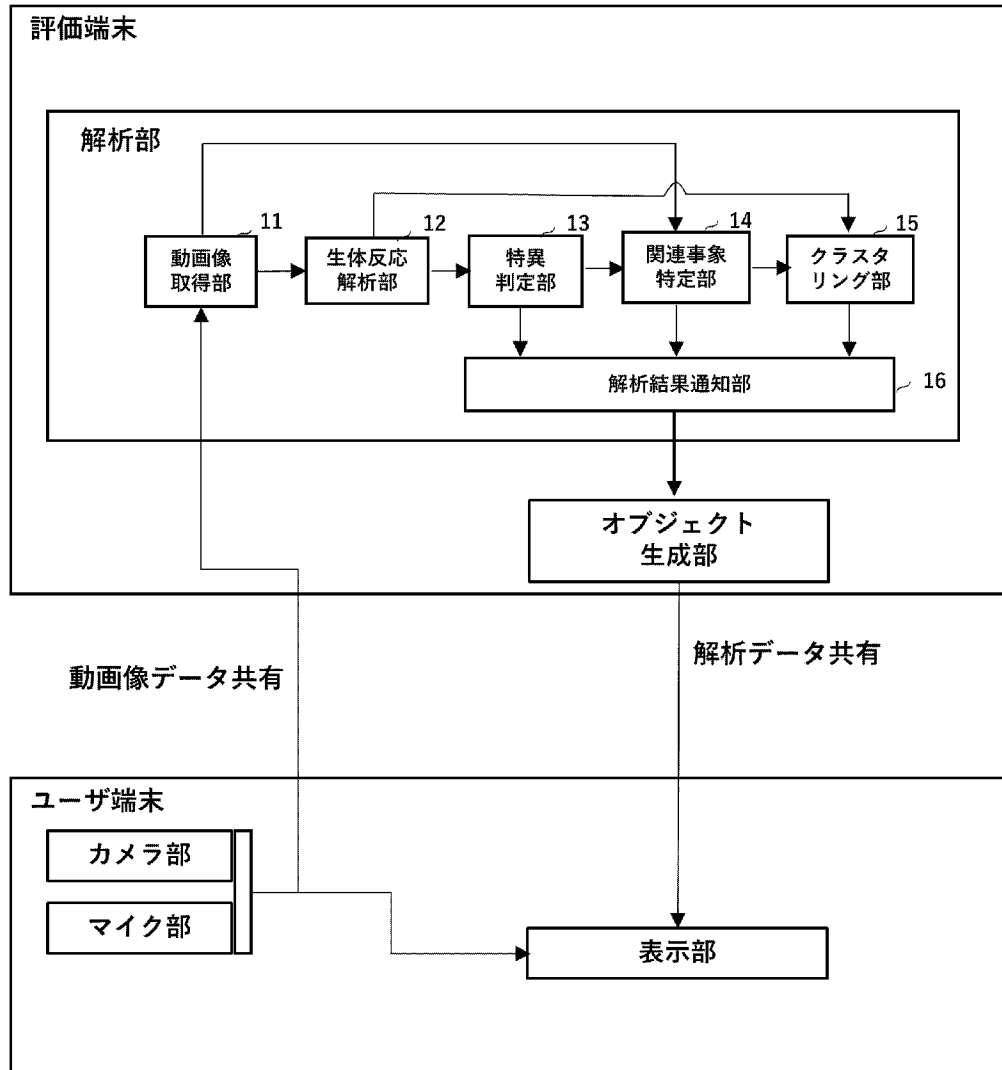 評価端末
解析部
11
動画像
取得部
12
生体反応
解析部
13
特異
判定部
14
関連事象
特定部
15
クラスタ
リング部
解析結果通知部
16
オブジェクト
生成部
動画像データ共有
解析データ共有
ユーザ端末
カメラ部
マイク部
表示部